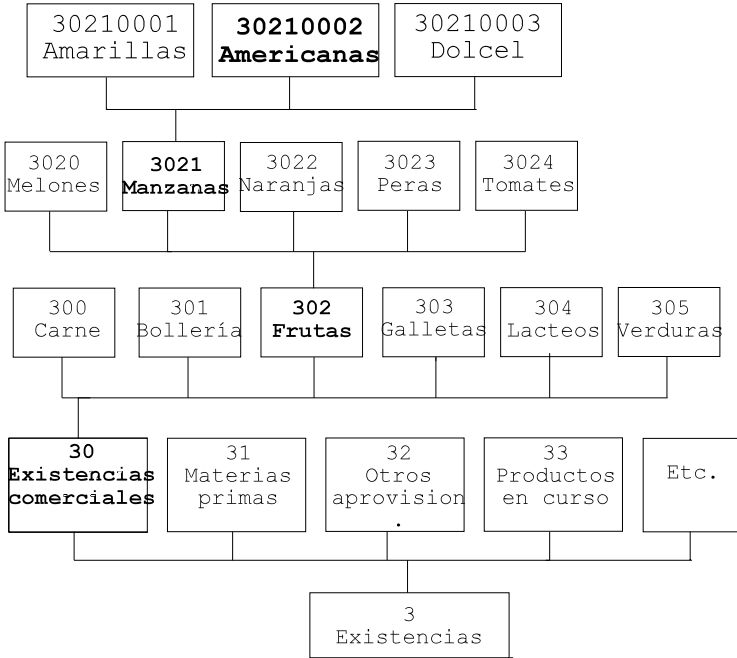 30210001
Amarillas
30210002
Americanas
30210003
Dolcel
3020
Melones
3021
Manzanas
3022
Naranjas
3023
Peras
3024
Tomates
300
Carne
301
Bollería
302
Frutas
303
Galletas
304
Lacteos
305
Verduras
30
Existencias
comerciales
31
Materias
primas
32
Otros
aprovision
.
33
Productos
en curso
Etc.
3
Existencias